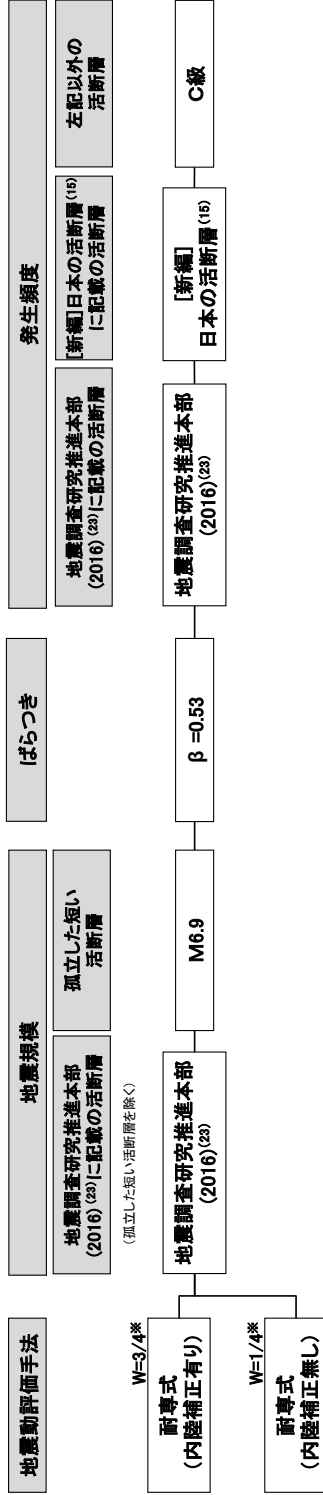 地震動評価手法
地震規模
ばらつき
発生頻度
地震調査研究推進本部
(2016)(23)に記載の活断層
孤立した短い
活断層
地震調査研究推進本部
(2016)(23)に記載の活断層
[新編]日本の活断層(15)
に記載の活断層
左記以外の
活断層
(孤立した短い活断層を除く)
W=3/4※
耐専式
(内陸補正有り)
W=1/4※
耐専式
(内陸補正無し)
地震調査研究推進本部
(2016)(23)
M6.9
β =0.53
地震調査研究推進本部
(2016)(23)
[新編]
日本の活断層(15)
C級